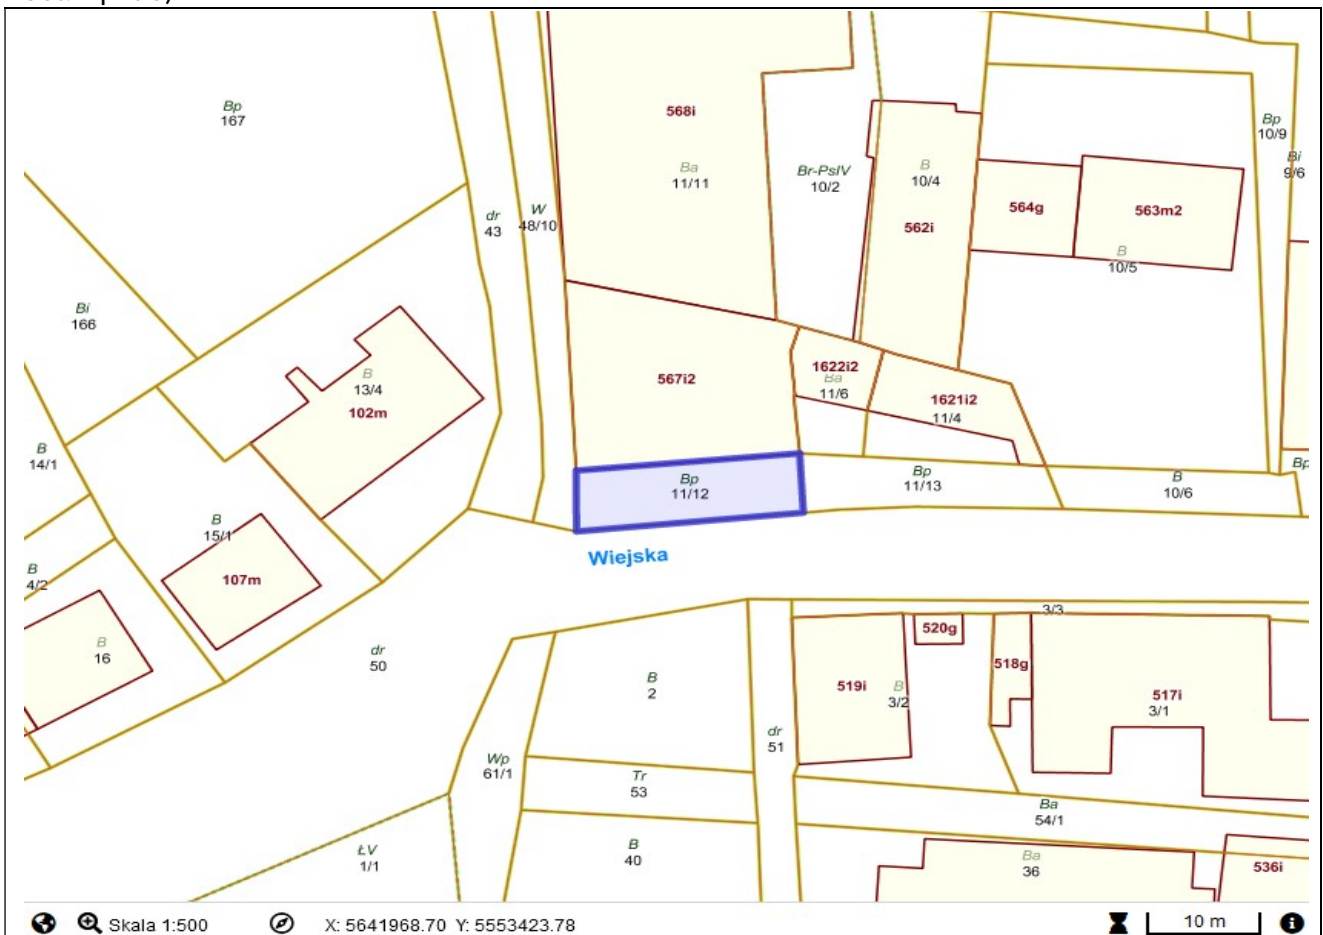 Bp
167
568i
Ba
11/11
Br-PsIV
10/2
B
10/4
562i
564g
563m2
B
10/5
Bp
10/9
Bi
9/6
dr
43
W
48/10
Bi
166
B
13/4
102m
567i2
1622i2
Ba
11/6
1621i2
11/4
B
14/1
Bp
11/12
Bp
11/13
B
10/6
Bp
B
15/1
Wiejska
B
4/2
107m
B
16
dr
50
3/3
520g
518g
519i
B
3/2
517i
3/1
B
2
dr
51
Wp
61/1
Tr
53
Ba
54/1
B
40
ŁV
1/1
Ba
36
536i
Skala 1:500
X: 5641968.70 Y: 5553423.78
10 m